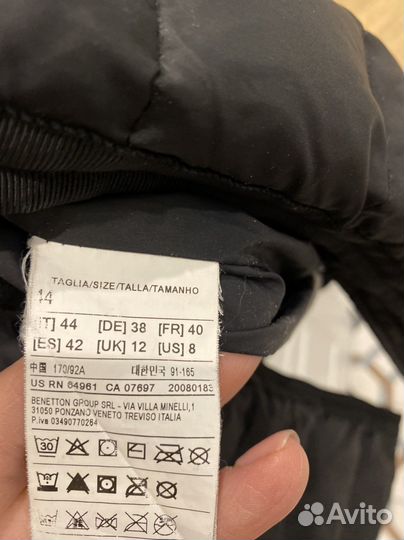 TAGLIA/SIZE/TALLA/TAMANHO
44
[IT] 44 [DE] 38 [FR] 40
[ES] 42 [UK] 12 [US] 8
中国 170/92A 대한민국 91-165
US RN 64961 CA 07697 20080183
BENETTON GROUP SRL - VIA VILLA MINELLI,1
31050 PONZANO VENETO TREVISO ITALIA
P.iva 03490770264
30
Avito